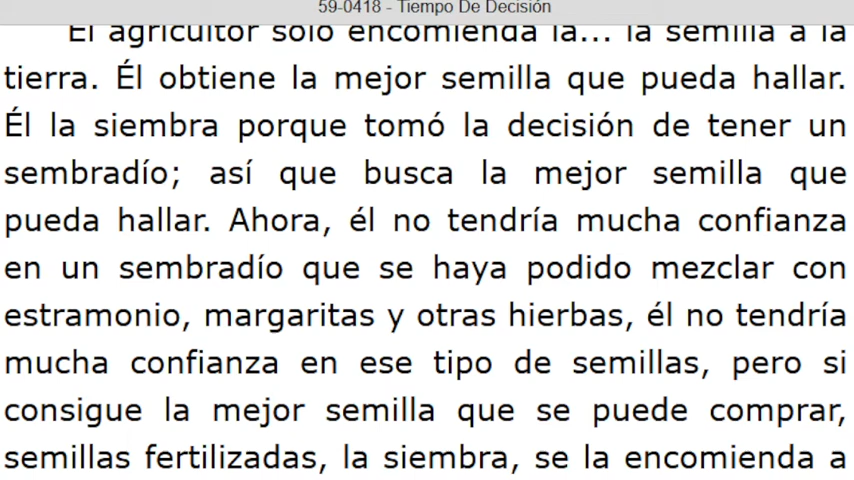 59-0418 - Tiempo De Decisión
El agricultor solo encomienda la... la semilla a la
tierra. Él obtiene la mejor semilla que pueda hallar.
Él la siembra porque tomó la decisión de tener un
sembradío; así que busca la mejor semilla que
pueda hallar. Ahora, él no tendría mucha confianza
en un sembradío que se haya podido mezclar con
estramonio, margaritas y otras hierbas, él no tendría
mucha confianza en ese tipo de semillas, pero si
consigue la mejor semilla que se puede comprar,
semillas fertilizadas, la siembra, se la encomienda a